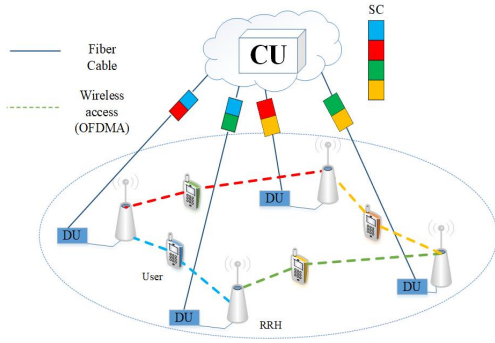 SC
Fiber
Cable
CU
Wireless
access
(OFDMA)
DU
DU
User
DU
DU
RRH